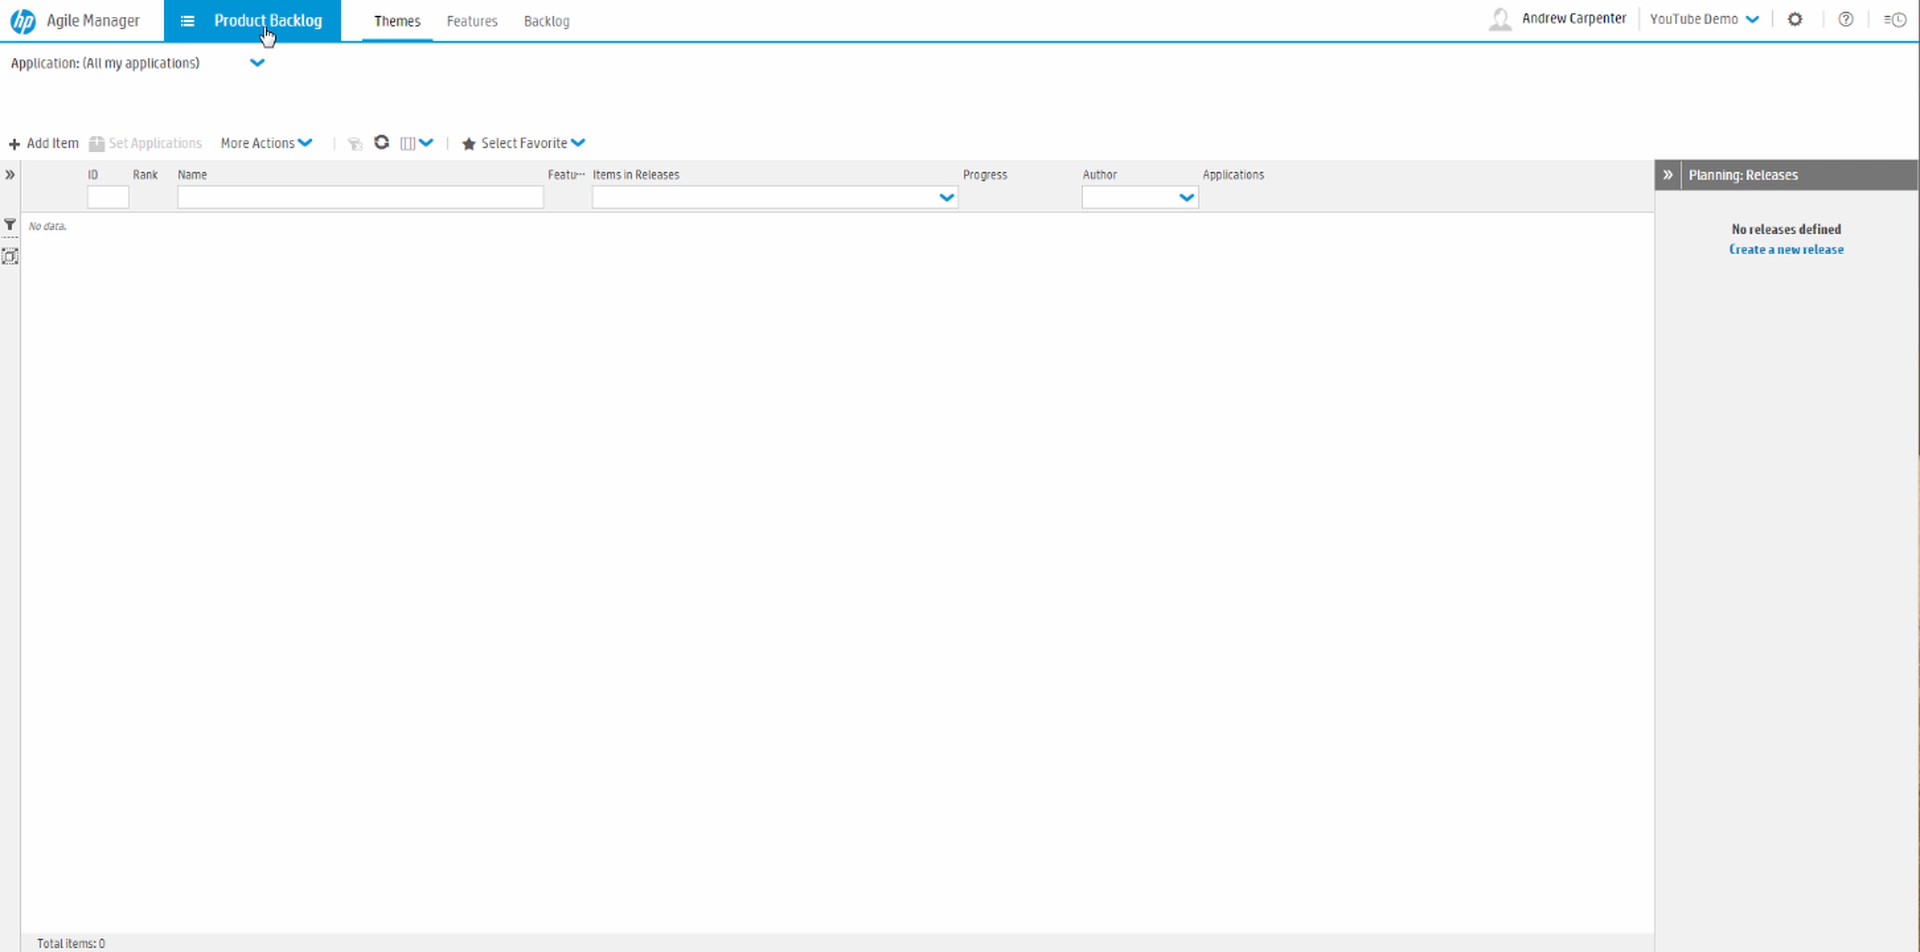 hp Agile Manager Product Backlog Themes Features Backlog Andrew Carpenter YouTube Demo
Application: (All my applications)
Add Item Set Applications More Actions Select Favorite
ID Rank Name Featu··· Items in Releases Progress Author Applications Planning: Releases
No data.
No releases defined
Create a new release
Total items: 0